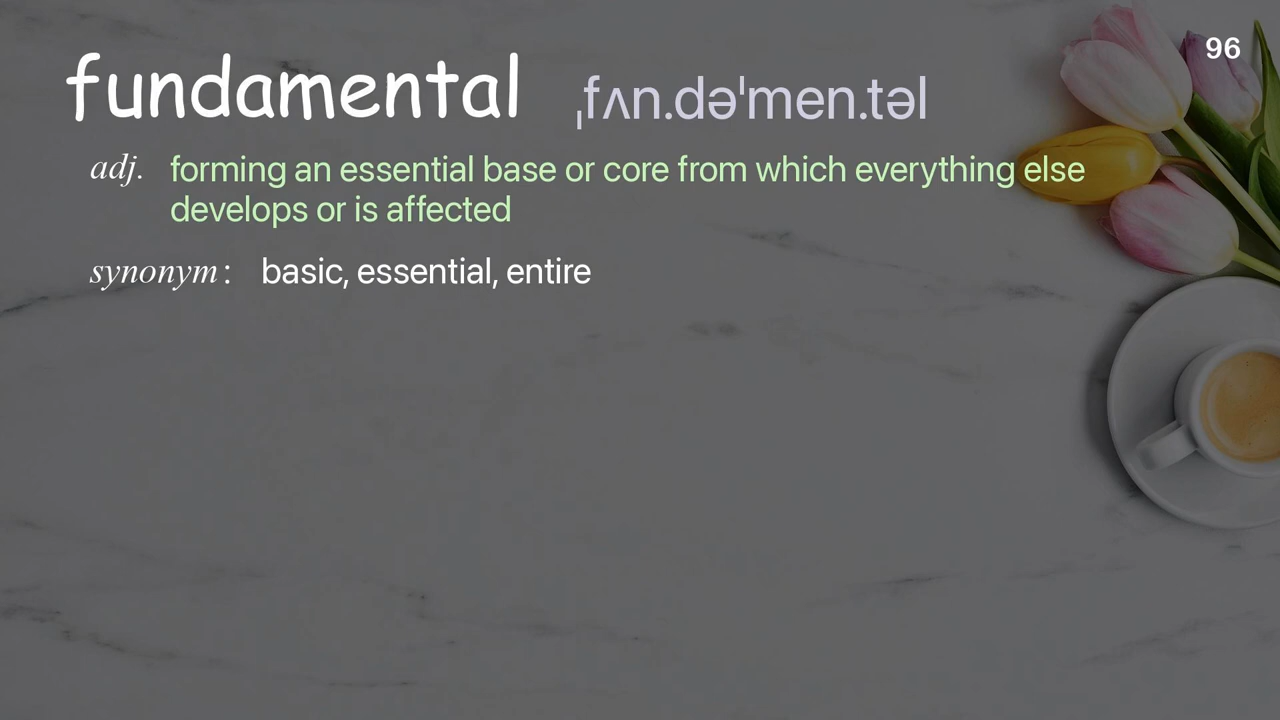 96
fundamental ˌfʌn.dəˈmen.təl
adj. forming an essential base or core from which everything else
develops or is affected
synonym: basic, essential, entire